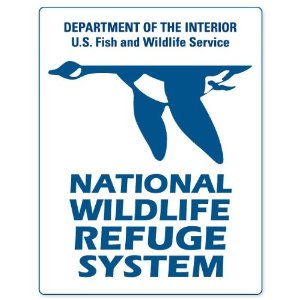 DEPARTMENT OF THE INTERIOR
U.S. Fish and Wildlife Service
NATIONAL
WILDLIFE
REFUGE
SYSTEM